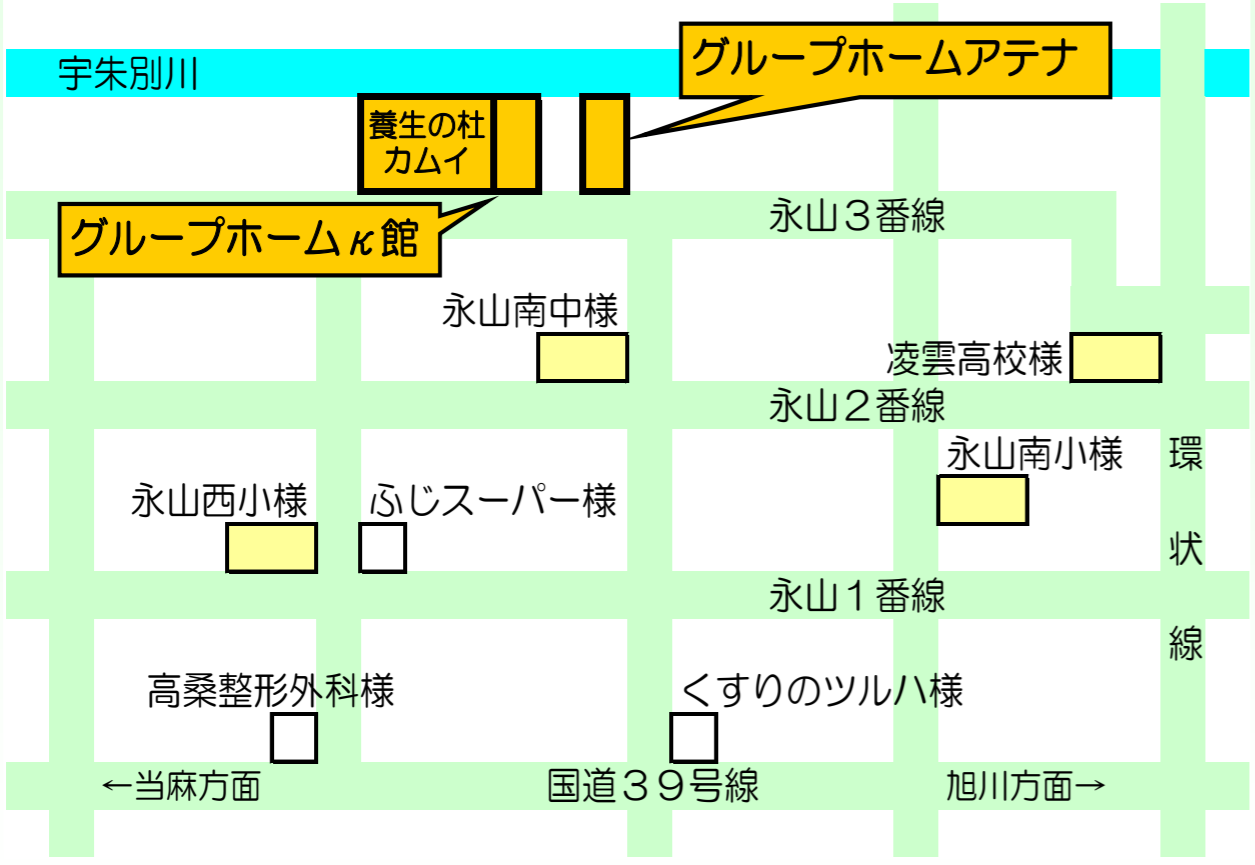 グループホームアテナ
宇朱別川
養生の杜
カムイ
永山３番線
グループホームκ館
永山南中様
凌雲高校様
永山２番線
永山南小様
環
状
線
永山西小様
ふじスーパー様
永山１番線
高桑整形外科様
くすりのツルハ様
←当麻方面
国道３９号線
旭川方面→